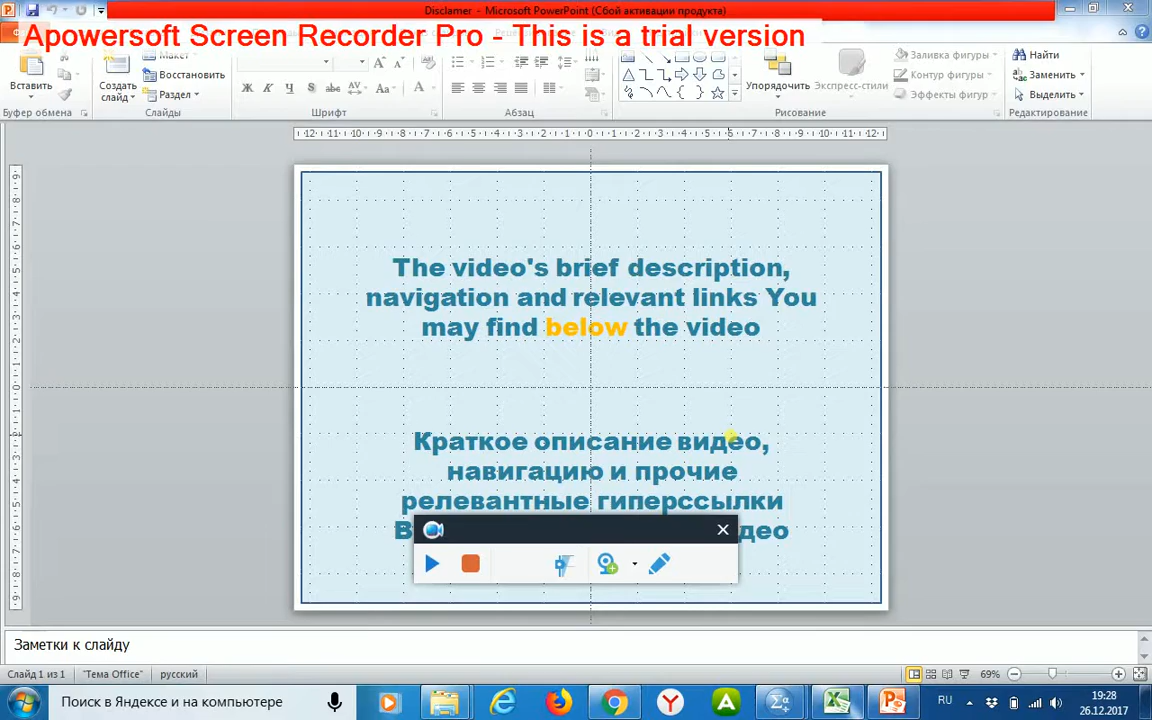 Disclamer - Microsoft PowerPoint (Сбой активации продукта)
Apowersoft Screen Recorder Pro - This is a trial version
Макет
Заливка фигуры
Найти
Восстановить
Контур фигуры
Заменить
Вставить
Создать слайд
Раздел
Упорядочить
Экспресс-стили
Эффекты фигур
Выделить
Ж К Ч S abc AV Aa A
Буфер обмена
Слайды
Абзац
Рисование
Редактирование
The video's brief description,
navigation and relevant links You
may find below the video
Краткое описание видео,
навигацию и прочие
релевантные гиперссылки
Заметки к слайду
Слайд 1 из 1
"Тема Office"
русский
69%
Поиск в Яндексе и на компьютере
RU
19:28
26.12.2017